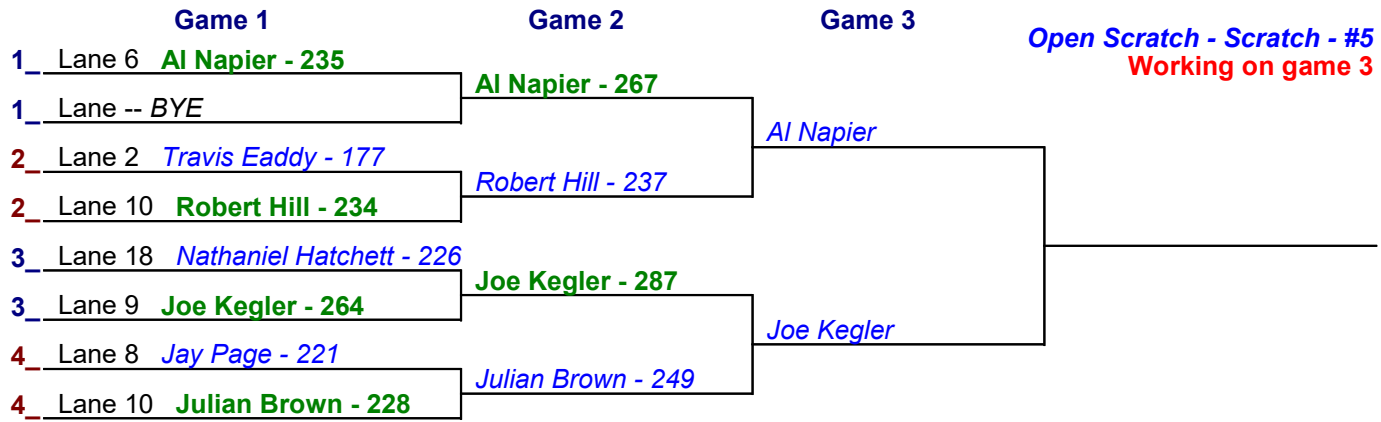 Game 1 Game 2 Game 3
Open Scratch - Scratch - #5
Working on game 3
1_ Lane 6 Al Napier - 235
Al Napier - 267
1_ Lane -- BYE
Al Napier
2_ Lane 2 Travis Eaddy - 177
Robert Hill - 237
2_ Lane 10 Robert Hill - 234
3_ Lane 18 Nathaniel Hatchett - 226
Joe Kegler - 287
3_ Lane 9 Joe Kegler - 264
Joe Kegler
4_ Lane 8 Jay Page - 221
Julian Brown - 249
4_ Lane 10 Julian Brown - 228